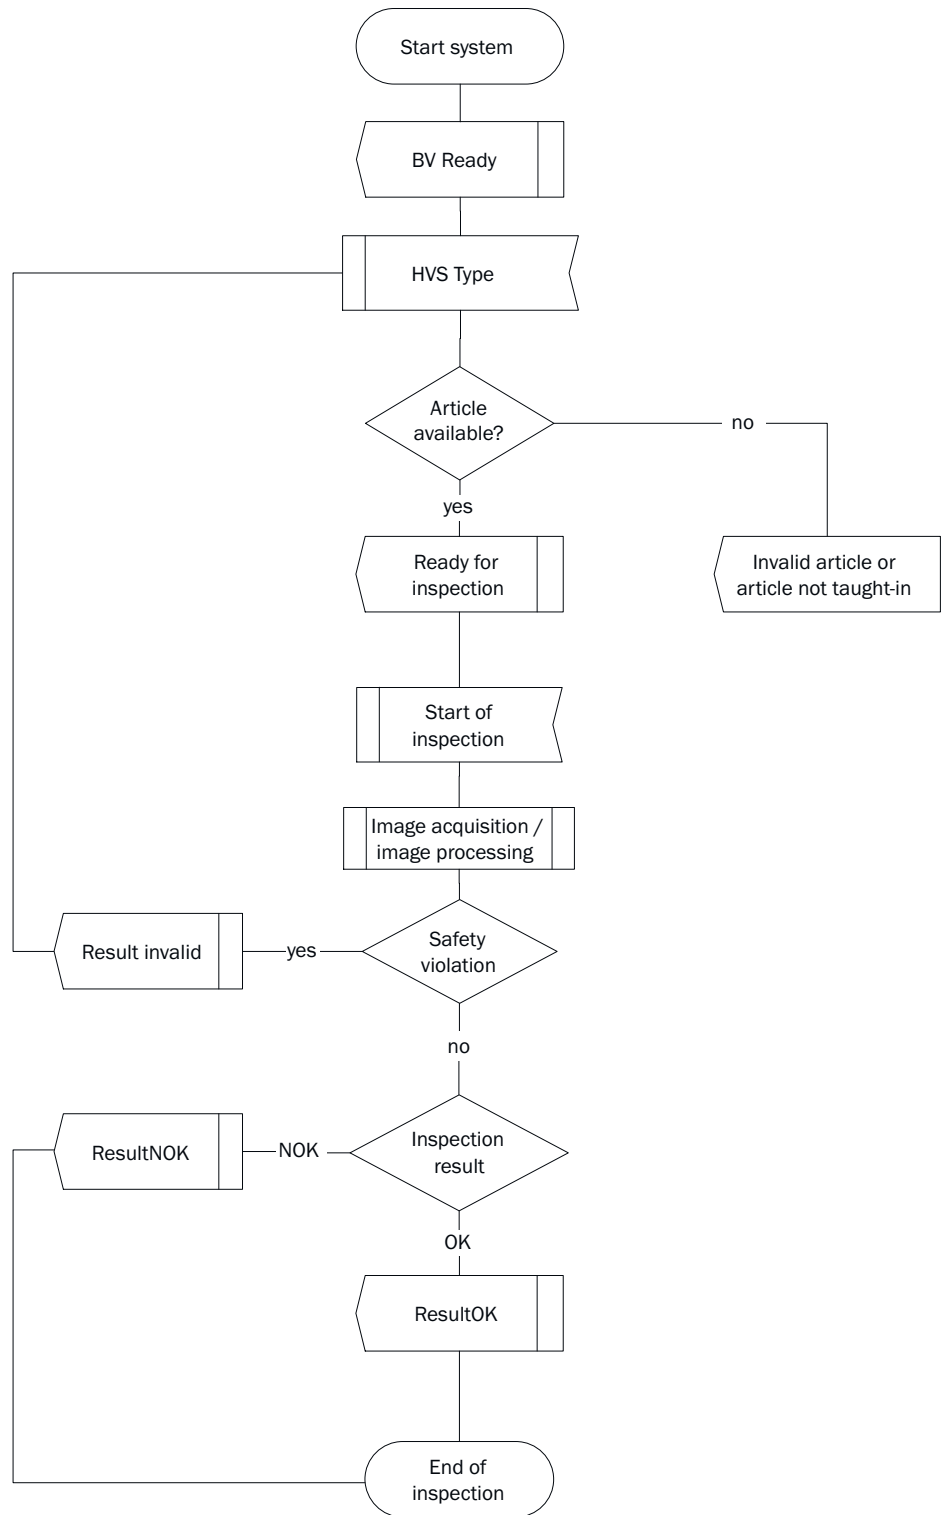 Start system
BV Ready
HVS Type
Article
available?
no
yes
Ready for
inspection
Invalid article or
article not taught-in
Start of
inspection
Image acquisition /
image processing
Result invalid
yes
Safety
violation
no
ResultNOK
NOK
Inspection
result
OK
ResultOK
End of
inspection